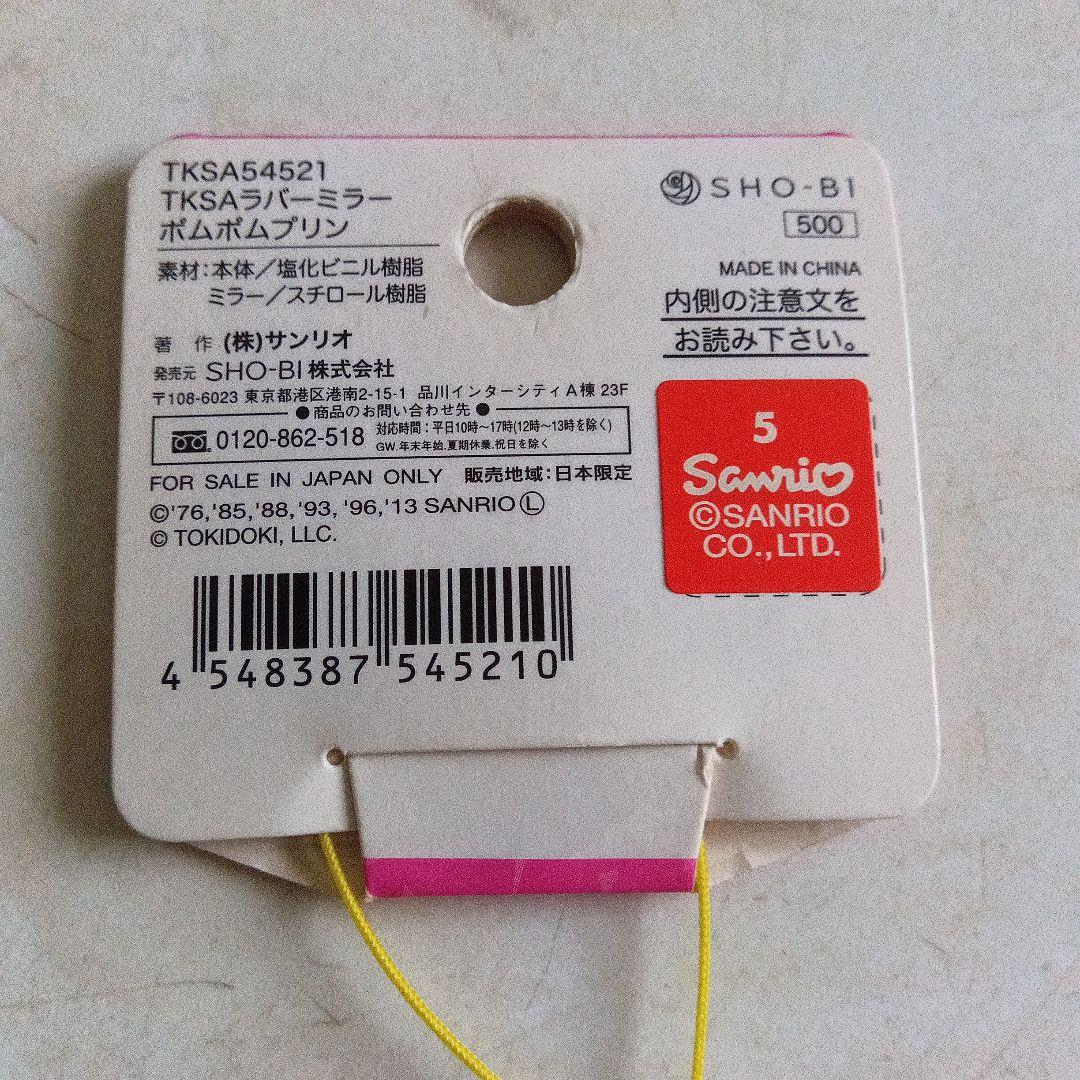 TKSA54521
TKSAラバーミラー
ポムポムプリン
素材:本体/塩化ビニル樹脂
ミラー/スチロール樹脂
著 作 (株)サンリオ
発売元 SHO-BI株式会社
〒108-6023 東京都港区港南2-15-1 品川インターシティA棟 23F
●商品のお問い合わせ先●
0120-862-518
対応時間:平日10時~17時(12時~13時を除く)
GW.年末年始.夏期休業.祝日を除く
FOR SALE IN JAPAN ONLY 販売地域:日本限定
©'76,'85,'88,'93,'96,'13 SANRIO Ⓛ
© TOKIDOKI, LLC.
4 548387 545210
SHO-BI
500
MADE IN CHINA
内側の注意文を
お読み下さい。
5
Sanrio
©SANRIO
CO.,LTD.